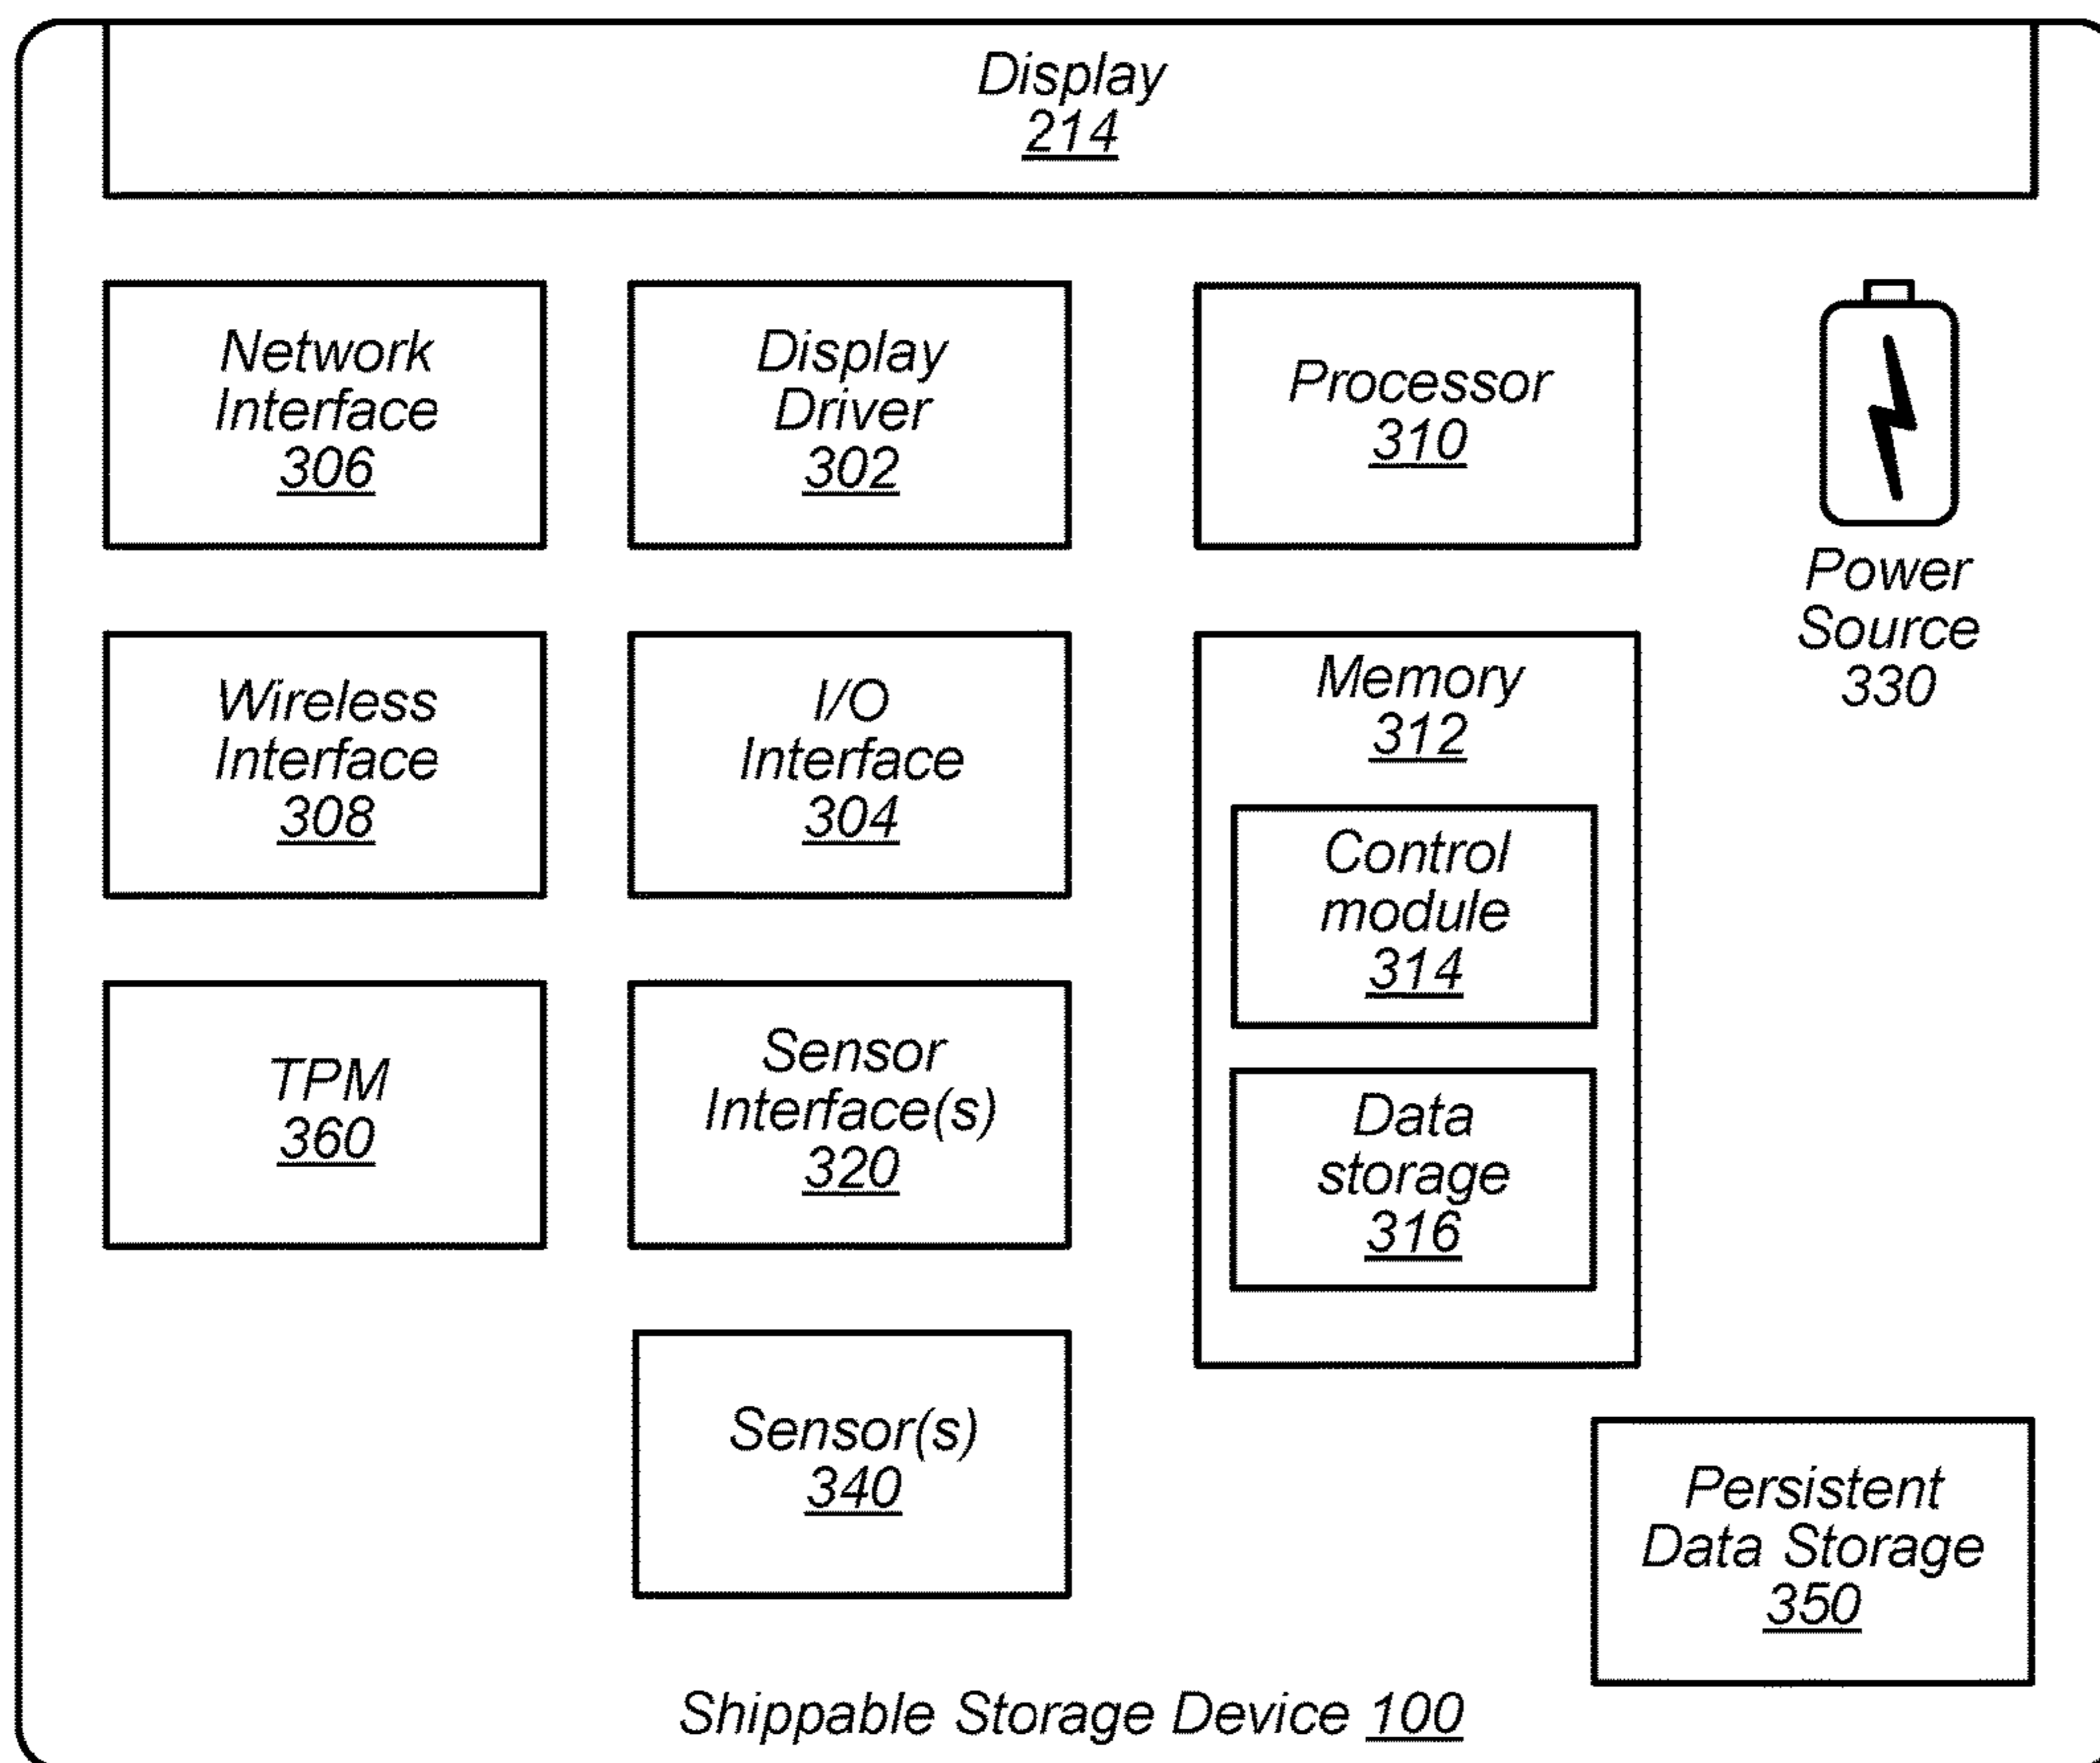 Display
214
Network
Interface
306
Display
Driver
302
Processor
310
Power
Source
330
Wireless
Interface
308
I/O
Interface
304
Memory
312
Control
module
314
Data
storage
316
TPM
360
Sensor
Interface(s)
320
Sensor(s)
340
Persistent
Data Storage
350
Shippable Storage Device 100